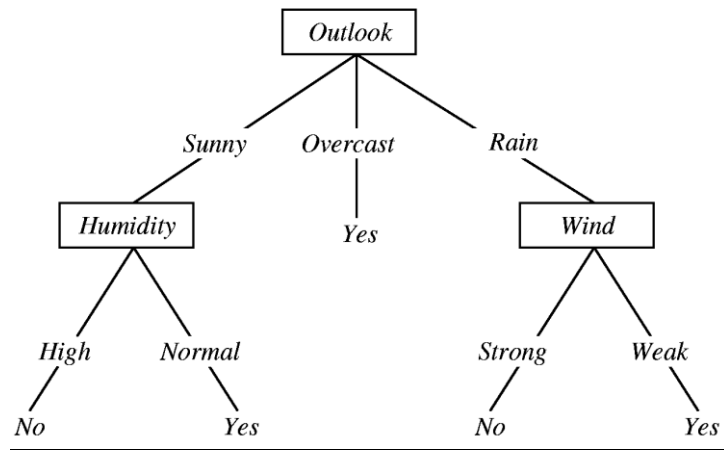 Outlook
Sunny Overcast Rain
Humidity Yes Wind
High Normal Strong Weak
No Yes No Yes